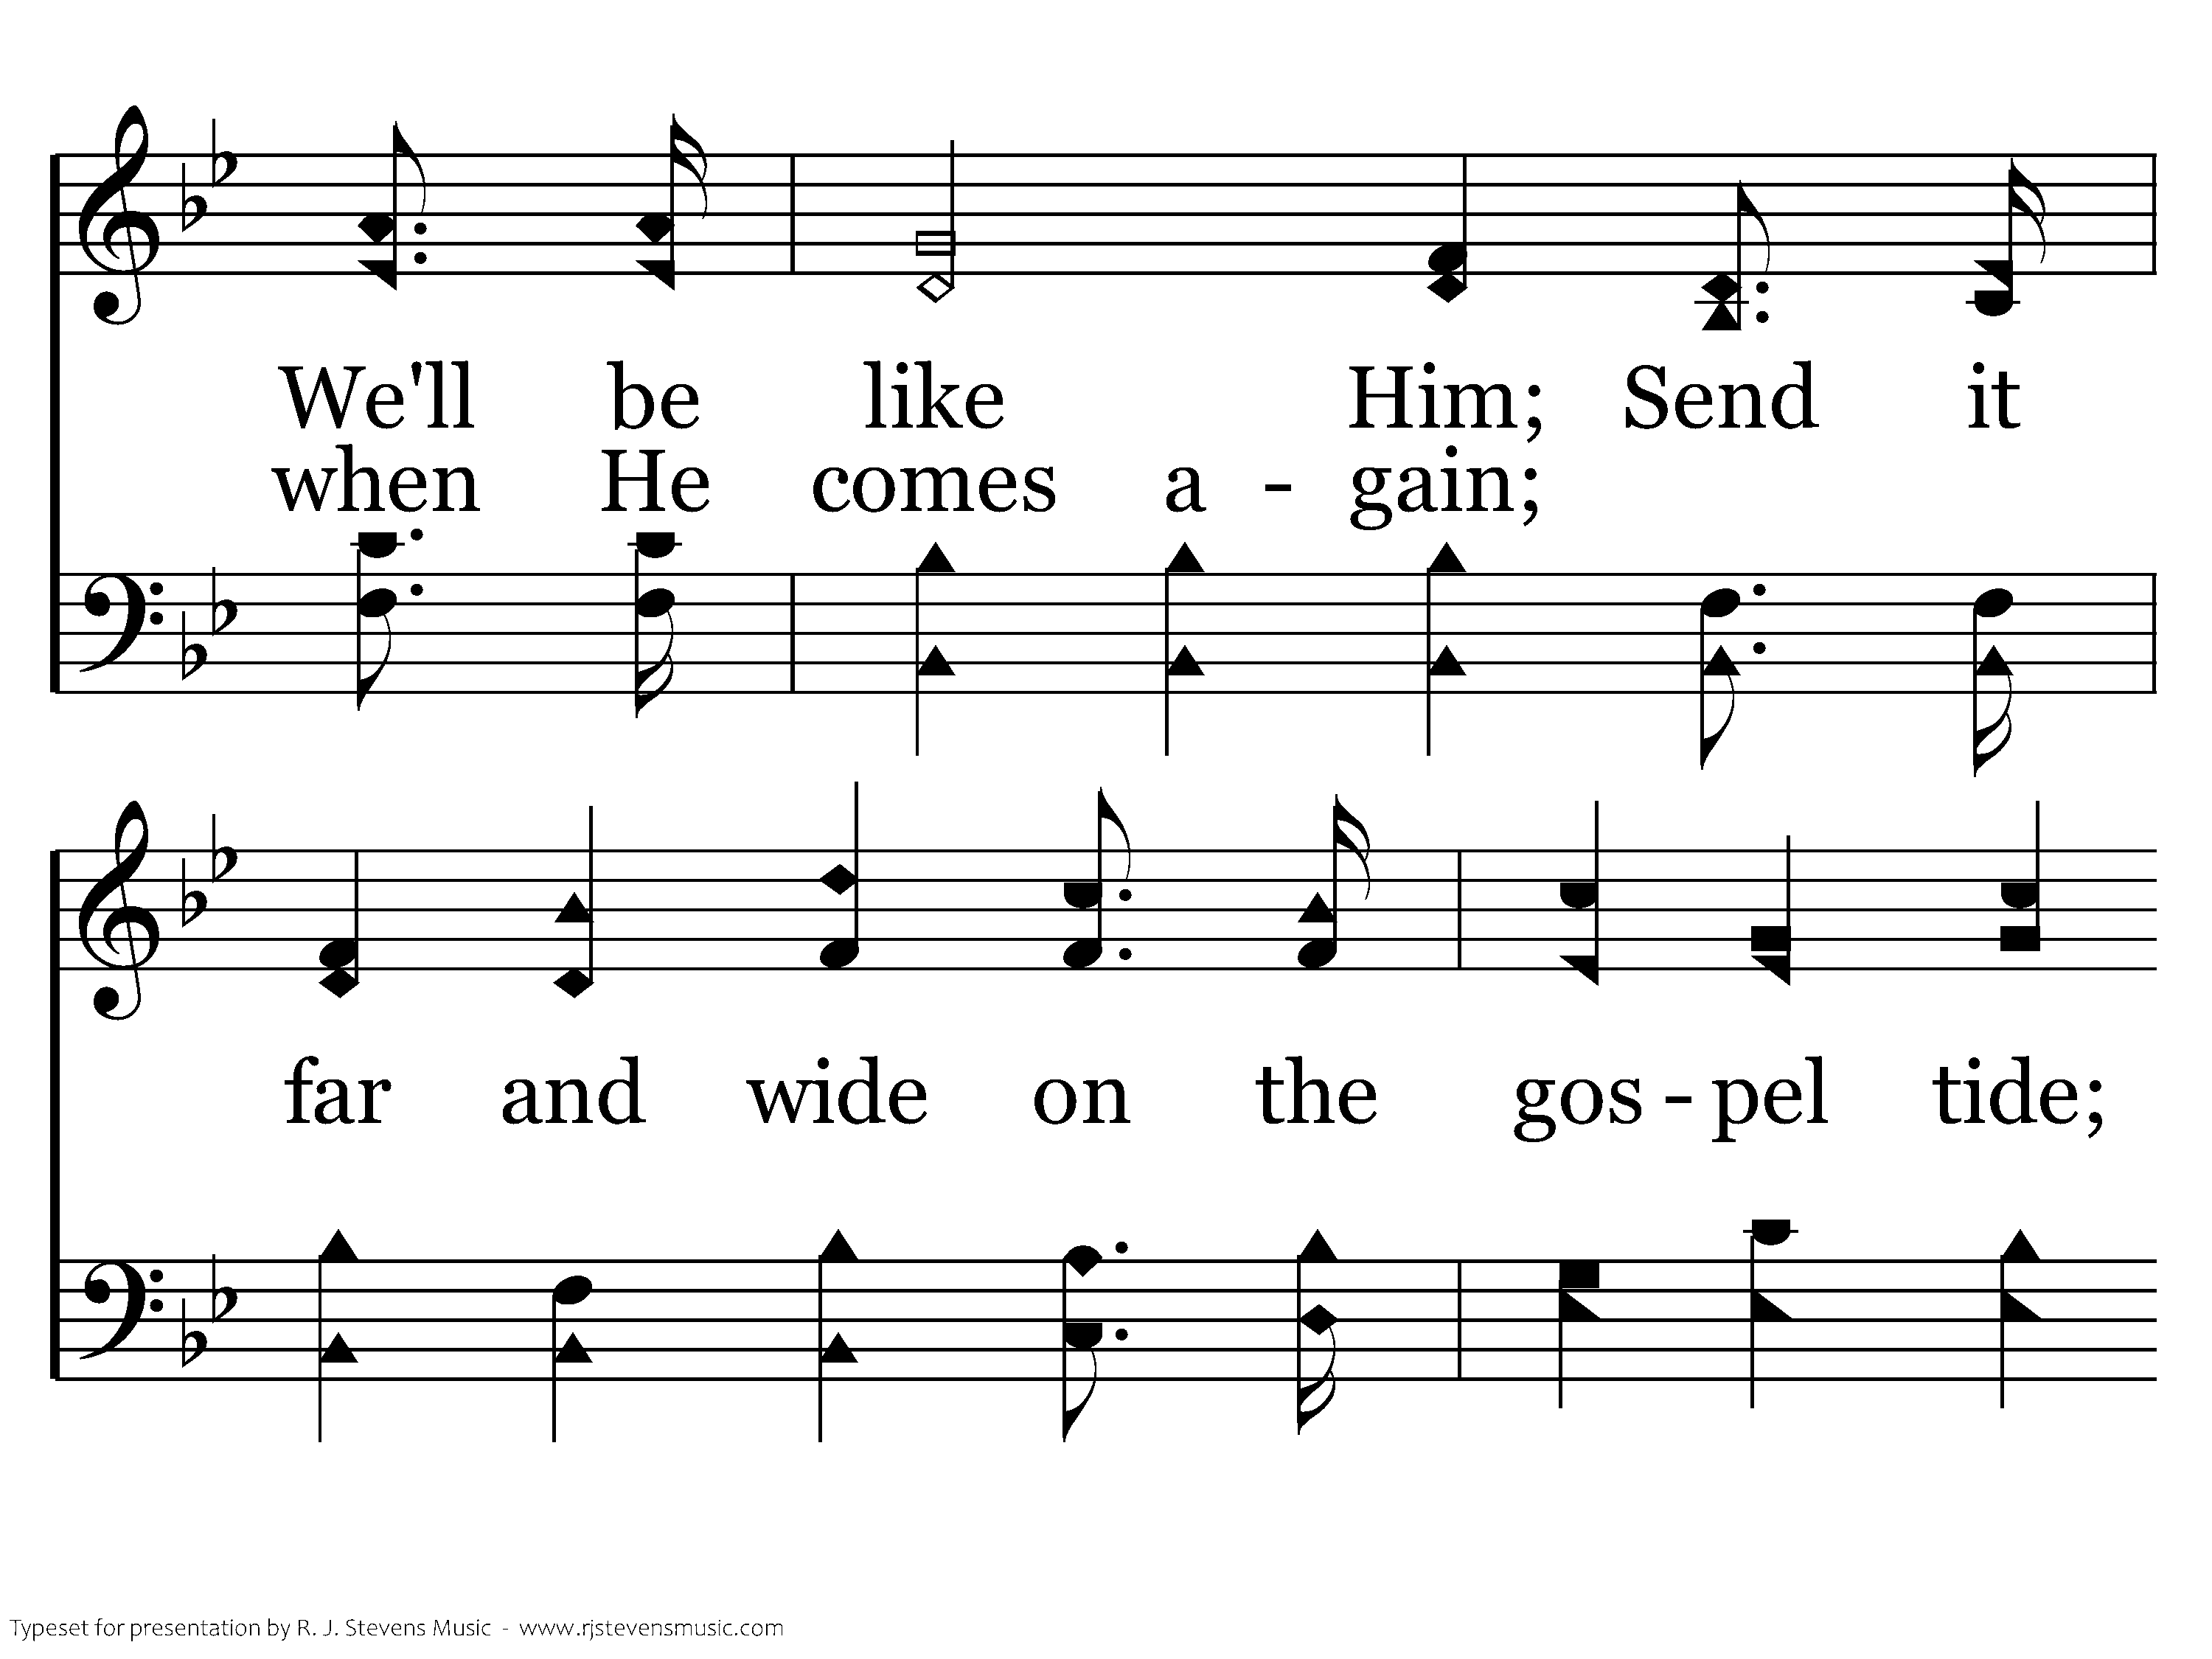 We'll be like Him; Send it
when He comes a - gain;
far and wide on the gos - pel tide;
Typeset for presentation by R. J. Stevens Music - www.rjstevensmusic.com